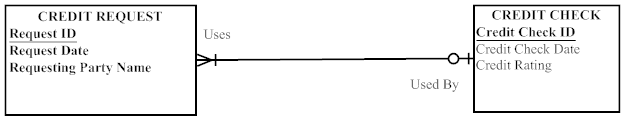 CREDIT REQUEST
Request ID
Request Date
Requesting Party Name
Uses
Used By
CREDIT CHECK
Credit Check ID
Credit Check Date
Credit Rating